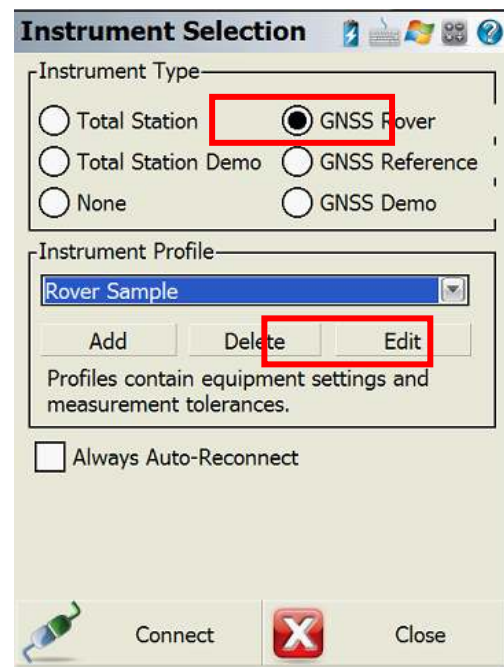 Instrument Selection
Instrument Type
Total Station GNSS Rover
Total Station Demo GNSS Reference
None GNSS Demo
Instrument Profile
Rover Sample
Add Delete Edit
Profiles contain equipment settings and
measurement tolerances.
Always Auto-Reconnect
Connect Close